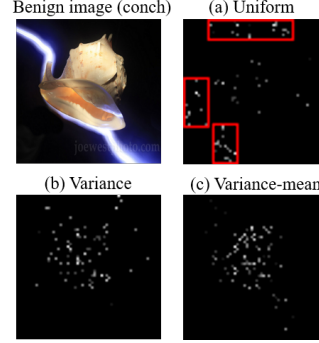 Benign image (conch)
(a) Uniform
(b) Variance
(c) Variance-mean